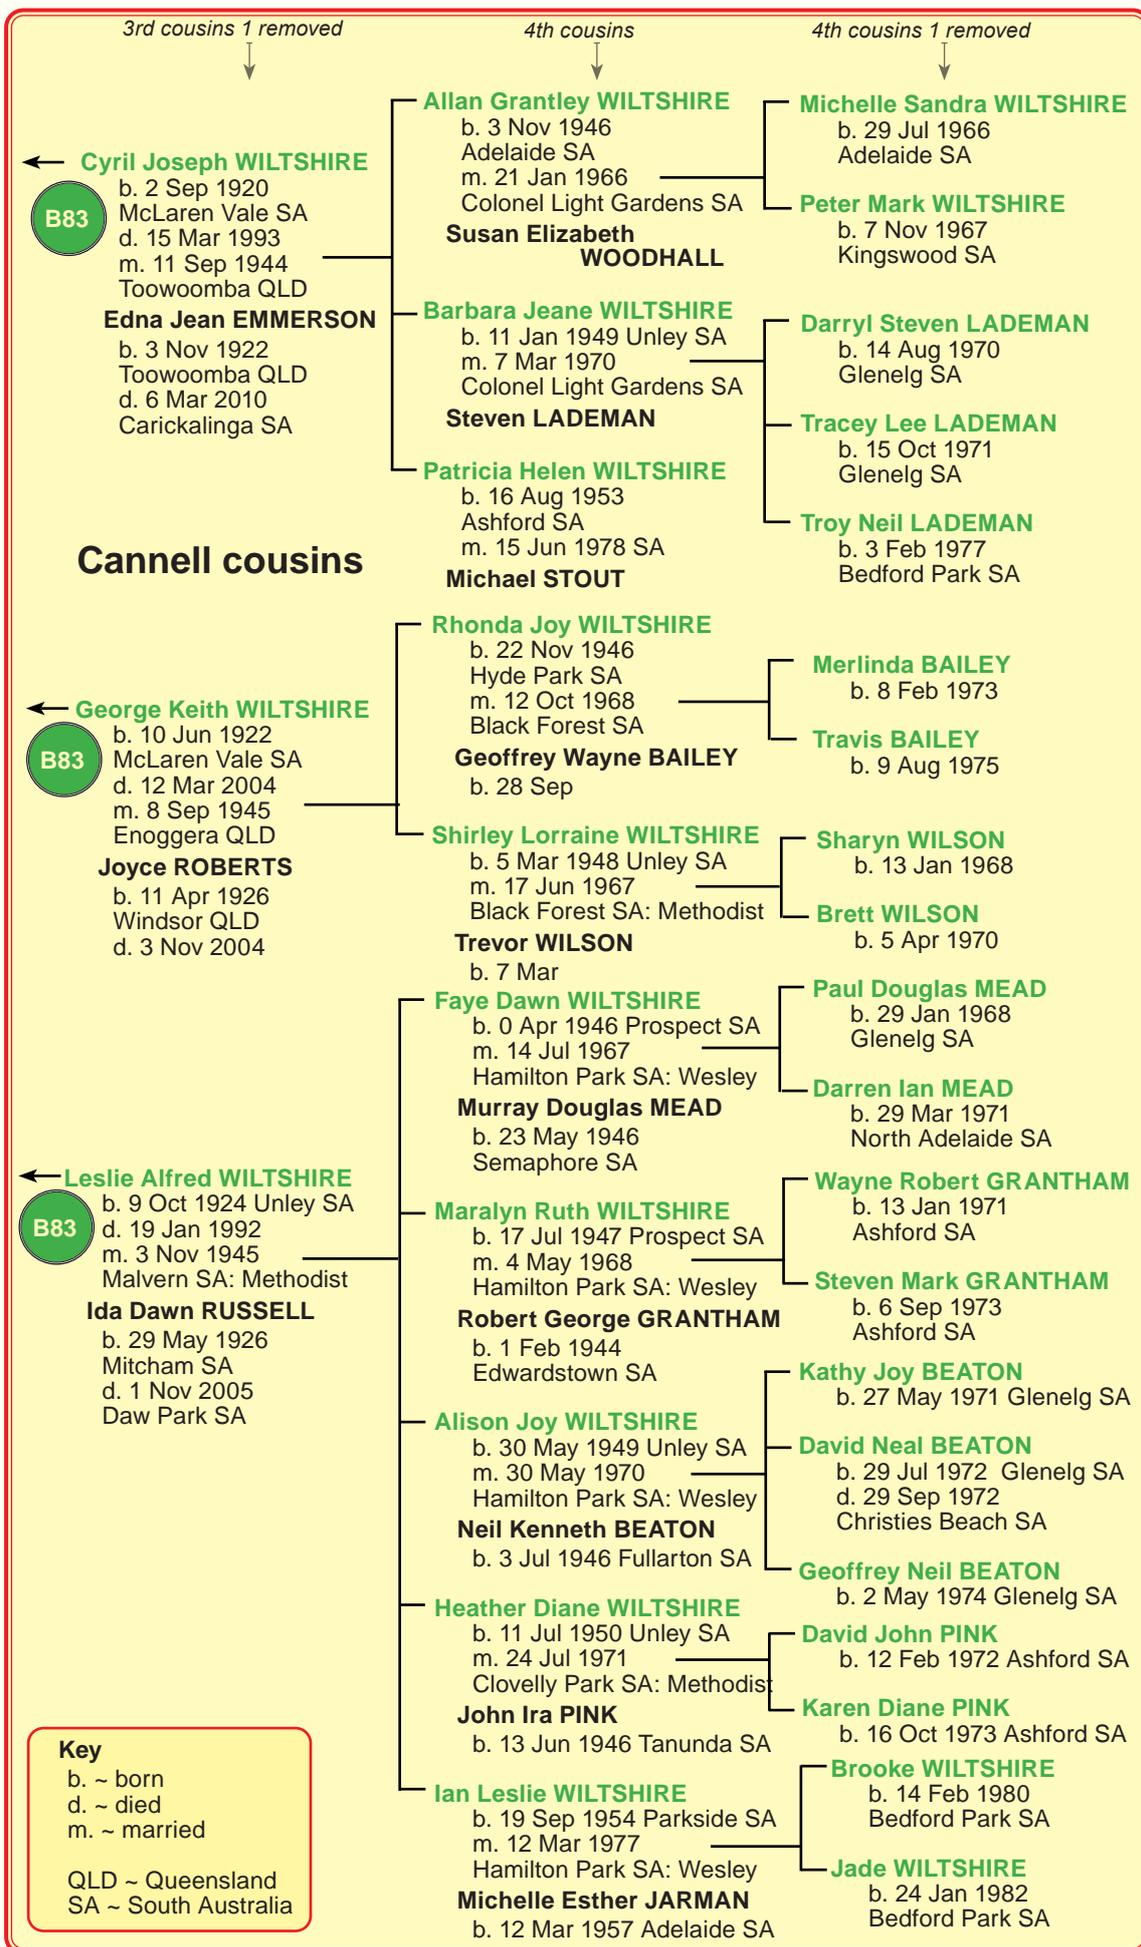 3rd cousins 1 removed
4th cousins
4th cousins 1 removed
Cyril Joseph WILTSHIRE
B83
b. 2 Sep 1920
McLaren Vale SA
d. 15 Mar 1993
m. 11 Sep 1944
Toowoomba QLD
Edna Jean EMMERSON
b. 3 Nov 1922
Toowoomba QLD
d. 6 Mar 2010
Carickalinga SA
Allan Grantley WILTSHIRE
b. 3 Nov 1946
Adelaide SA
m. 21 Jan 1966
Colonel Light Gardens SA
Susan Elizabeth
WOODHALL
Michelle Sandra WILTSHIRE
b. 29 Jul 1966
Adelaide SA
Peter Mark WILTSHIRE
b. 7 Nov 1967
Kingswood SA
Barbara Jeane WILTSHIRE
b. 11 Jan 1949 Unley SA
m. 7 Mar 1970
Colonel Light Gardens SA
Steven LADEMAN
Darryl Steven LADEMAN
b. 14 Aug 1970
Glenelg SA
Tracey Lee LADEMAN
b. 15 Oct 1971
Glenelg SA
Troy Neil LADEMAN
b. 3 Feb 1977
Bedford Park SA
Patricia Helen WILTSHIRE
b. 16 Aug 1953
Ashford SA
m. 15 Jun 1978 SA
Michael STOUT
Cannell cousins
George Keith WILTSHIRE
B83
b. 10 Jun 1922
McLaren Vale SA
d. 12 Mar 2004
m. 8 Sep 1945
Enoggera QLD
Joyce ROBERTS
b. 11 Apr 1926
Windsor QLD
d. 3 Nov 2004
Rhonda Joy WILTSHIRE
b. 22 Nov 1946
Hyde Park SA
m. 12 Oct 1968
Black Forest SA
Geoffrey Wayne BAILEY
b. 28 Sep
Merlinda BAILEY
b. 8 Feb 1973
Travis BAILEY
b. 9 Aug 1975
Shirley Lorraine WILTSHIRE
b. 5 Mar 1948 Unley SA
m. 17 Jun 1967
Black Forest SA: Methodist
Trevor WILSON
b. 7 Mar
Sharyn WILSON
b. 13 Jan 1968
Brett WILSON
b. 5 Apr 1970
Leslie Alfred WILTSHIRE
B83
b. 9 Oct 1924 Unley SA
d. 19 Jan 1992
m. 3 Nov 1945
Malvern SA: Methodist
Ida Dawn RUSSELL
b. 29 May 1926
Mitcham SA
d. 1 Nov 2005
Daw Park SA
Faye Dawn WILTSHIRE
b. 0 Apr 1946 Prospect SA
m. 14 Jul 1967
Hamilton Park SA: Wesley
Murray Douglas MEAD
b. 23 May 1946
Semaphore SA
Paul Douglas MEAD
b. 29 Jan 1968
Glenelg SA
Darren Ian MEAD
b. 29 Mar 1971
North Adelaide SA
Maralyn Ruth WILTSHIRE
b. 17 Jul 1947 Prospect SA
m. 4 May 1968
Hamilton Park SA: Wesley
Robert George GRANTHAM
b. 1 Feb 1944
Edwardstown SA
Wayne Robert GRANTHAM
b. 13 Jan 1971
Ashford SA
Steven Mark GRANTHAM
b. 6 Sep 1973
Ashford SA
Alison Joy WILTSHIRE
b. 30 May 1949 Unley SA
m. 30 May 1970
Hamilton Park SA: Wesley
Neil Kenneth BEATON
b. 3 Jul 1946 Fullarton SA
Kathy Joy BEATON
b. 27 May 1971 Glenelg SA
David Neal BEATON
b. 29 Jul 1972 Glenelg SA
d. 29 Sep 1972
Christies Beach SA
Geoffrey Neil BEATON
b. 2 May 1974 Glenelg SA
Heather Diane WILTSHIRE
b. 11 Jul 1950 Unley SA
m. 24 Jul 1971
Clovelly Park SA: Methodist
John Ira PINK
b. 13 Jun 1946 Tanunda SA
David John PINK
b. 12 Feb 1972 Ashford SA
Karen Diane PINK
b. 16 Oct 1973 Ashford SA
Ian Leslie WILTSHIRE
b. 19 Sep 1954 Parkside SA
m. 12 Mar 1977
Hamilton Park SA: Wesley
Michelle Esther JARMAN
b. 12 Mar 1957 Adelaide SA
Brooke WILTSHIRE
b. 14 Feb 1980
Bedford Park SA
Jade WILTSHIRE
b. 24 Jan 1982
Bedford Park SA
Key
b. ~ born
d. ~ died
m. ~ married
QLD ~ Queensland
SA ~ South Australia